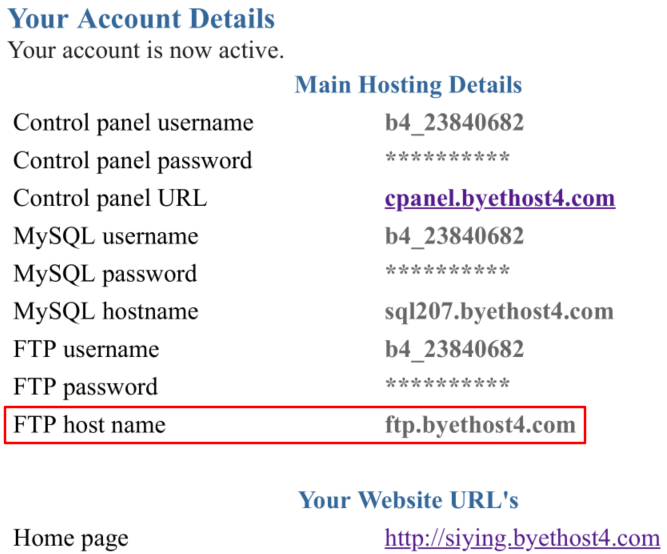 Your Account Details
Your account is now active.
Main Hosting Details
Control panel username b4_23840682
Control panel password **********
Control panel URL cpanel.byethost4.com
MySQL username b4_23840682
MySQL password **********
MySQL hostname sql207.byethost4.com
FTP username b4_23840682
FTP password **********
FTP host name ftp.byethost4.com
Your Website URL's
Home page http://siying.byethost4.com